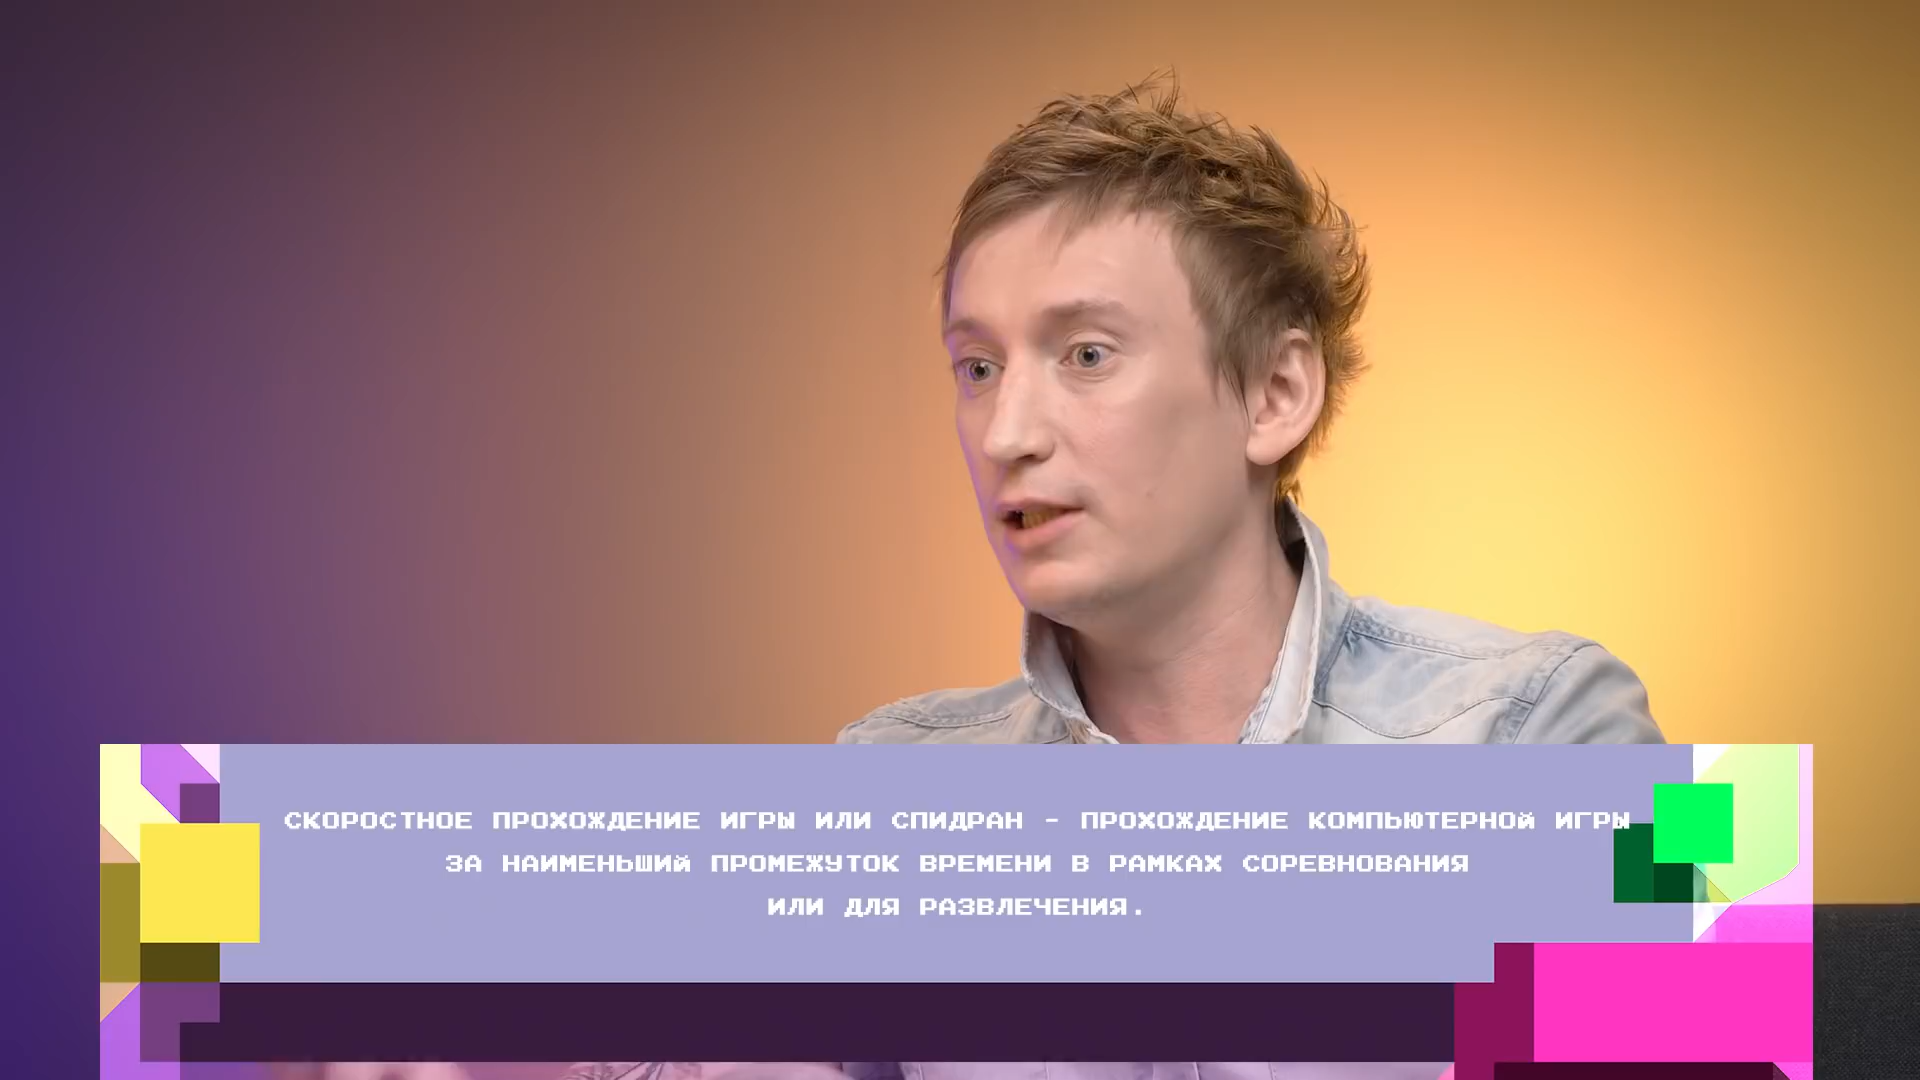 СКОРОСТНОЕ ПРОХОЖДЕНИЕ ИГРЫ ИЛИ СПИДРАН - ПРОХОЖДЕНИЕ КОМПЬЮТЕРНОЙ ИГРЫ
ЗА НАИМЕНЬШИЙ ПРОМЕЖУТОК ВРЕМЕНИ В РАМКАХ СОРЕВНОВАНИЯ
ИЛИ ДЛЯ РАЗВЛЕЧЕНИЯ.